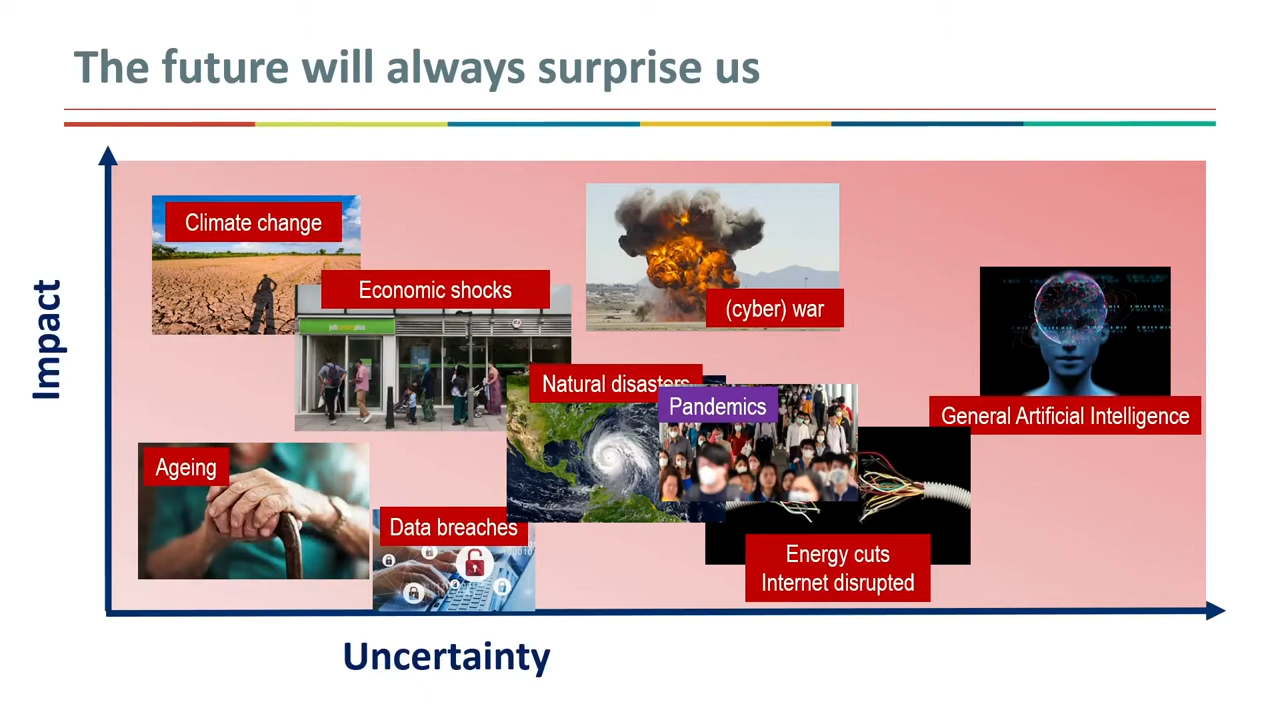 The future will always surprise us
Impact
Climate change
Economic shocks
(cyber) war
Natural disasters
Pandemics
General Artificial Intelligence
Ageing
Data breaches
Energy cuts
Internet disrupted
Uncertainty